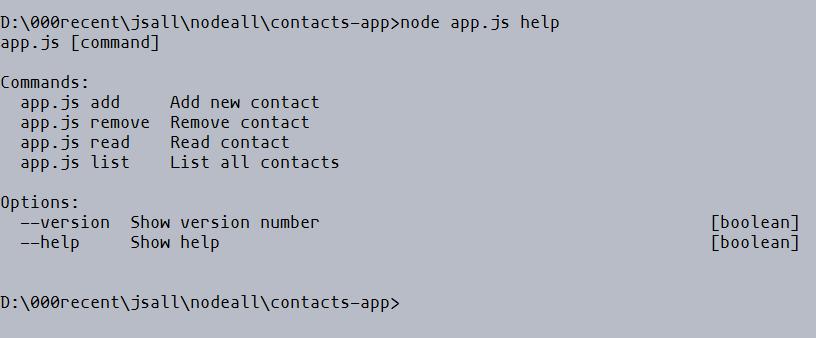 D:\000recent\jsall\nodeall\contacts-app>node app.js help
app.js [command]
Commands:
app.js add     Add new contact
app.js remove  Remove contact
app.js read    Read contact
app.js list    List all contacts
Options:
--version  Show version number                                       [boolean]
--help     Show help                                                 [boolean]
D:\000recent\jsall\nodeall\contacts-app>